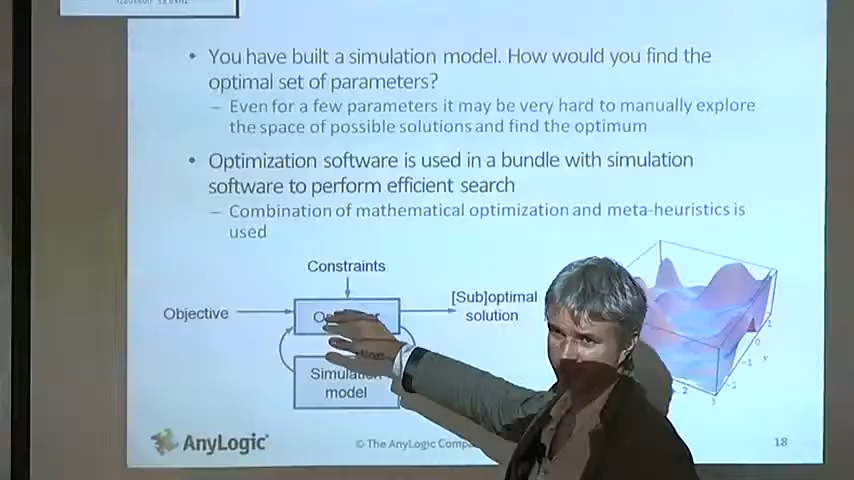 • You have built a simulation model. How would you find the
optimal set of parameters?
– Even for a few parameters it may be very hard to manually explore
the space of possible solutions and find the optimum
• Optimization software is used in a bundle with simulation
software to perform efficient search
– Combination of mathematical optimization and meta-heuristics is
used
Constraints
Objective
[Sub]optimal
solution
model
AnyLogic
© The AnyLogic
18